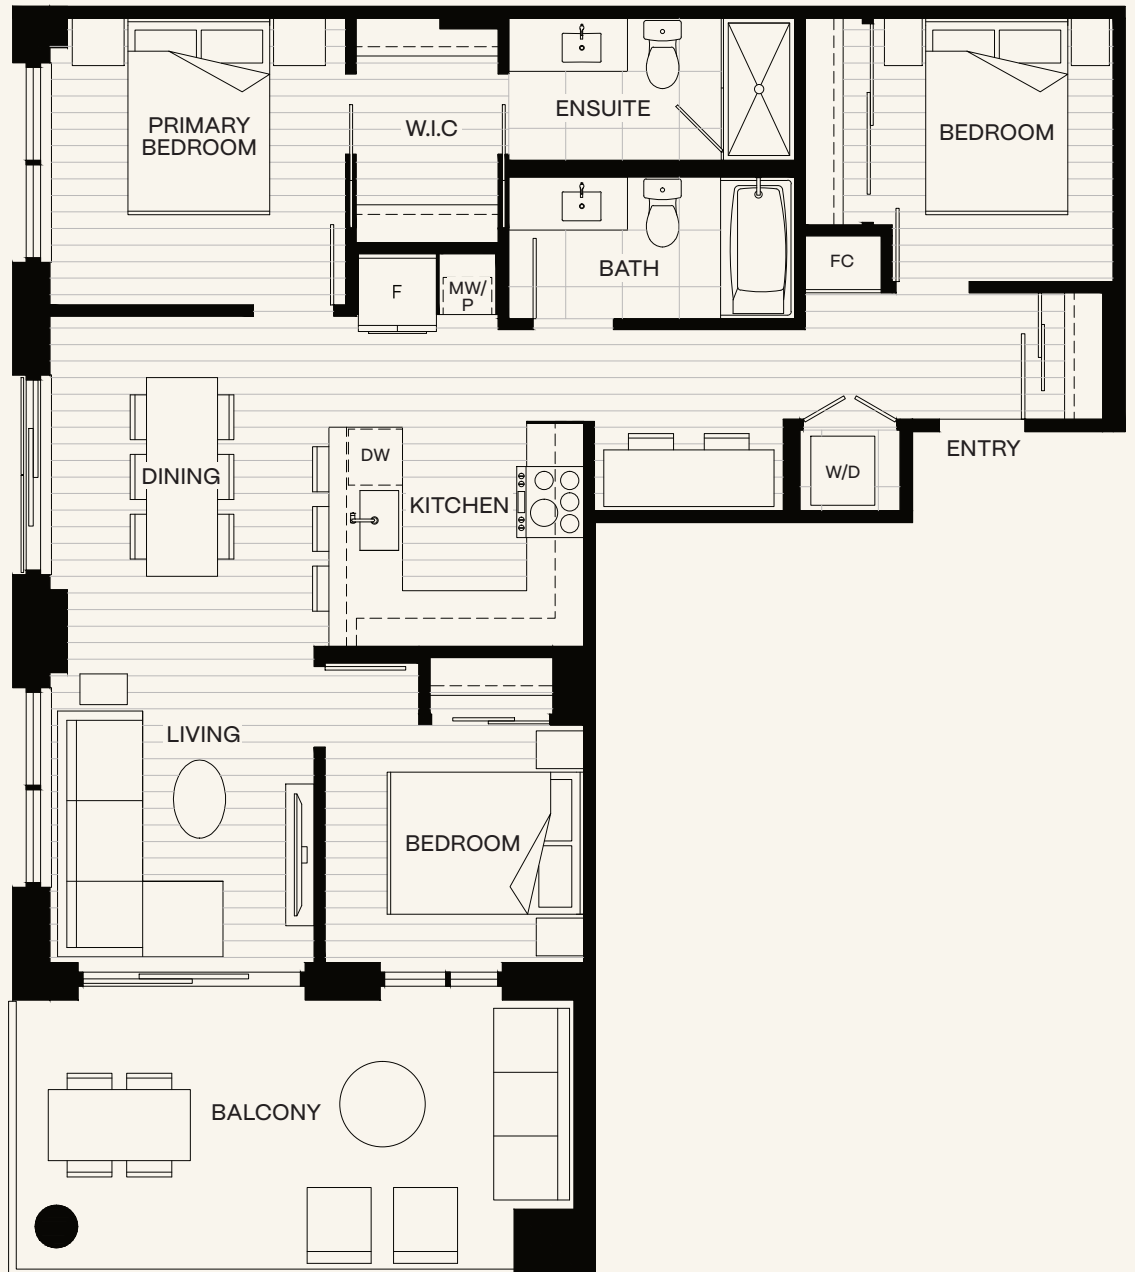 PRIMARY
BEDROOM
W.I.C
ENSUITE
BEDROOM
BATH
FC
F
MW/
P
DINING
DW
KITCHEN
W/D
ENTRY
LIVING
BEDROOM
BALCONY